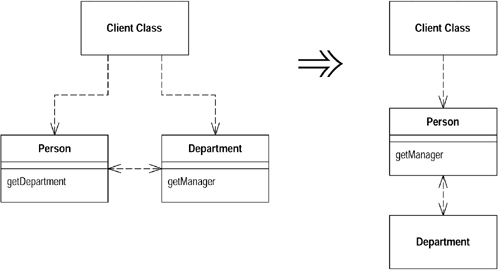 Client Class
Client Class
Person
Department
getDepartment
getManager
Person
getManager
Department